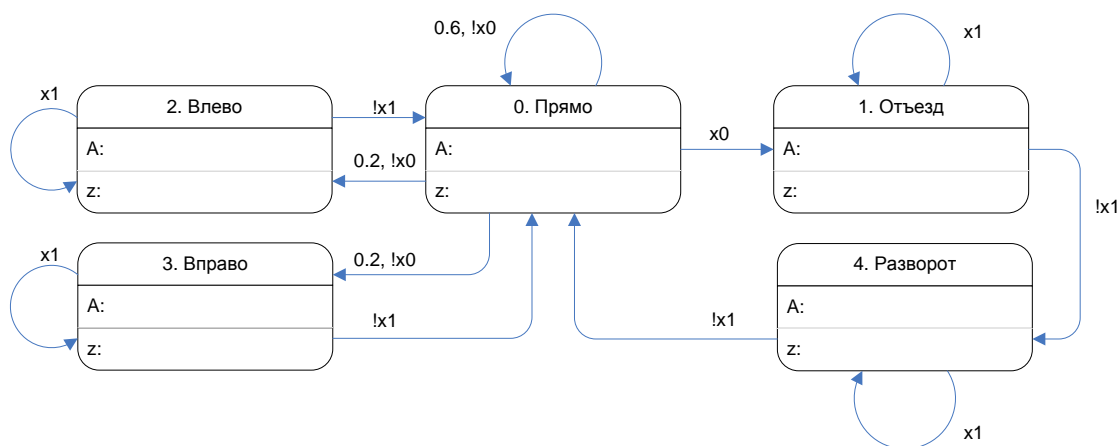 0.6, !x0
x1
x1
2. Влево
A:
z:
!x1
0.2, !x0
0. Прямо
A:
z:
x0
1. Отъезд
A:
z:
!x1
x1
3. Вправо
A:
z:
0.2, !x0
!x1
!x1
4. Разворот
A:
z:
x1